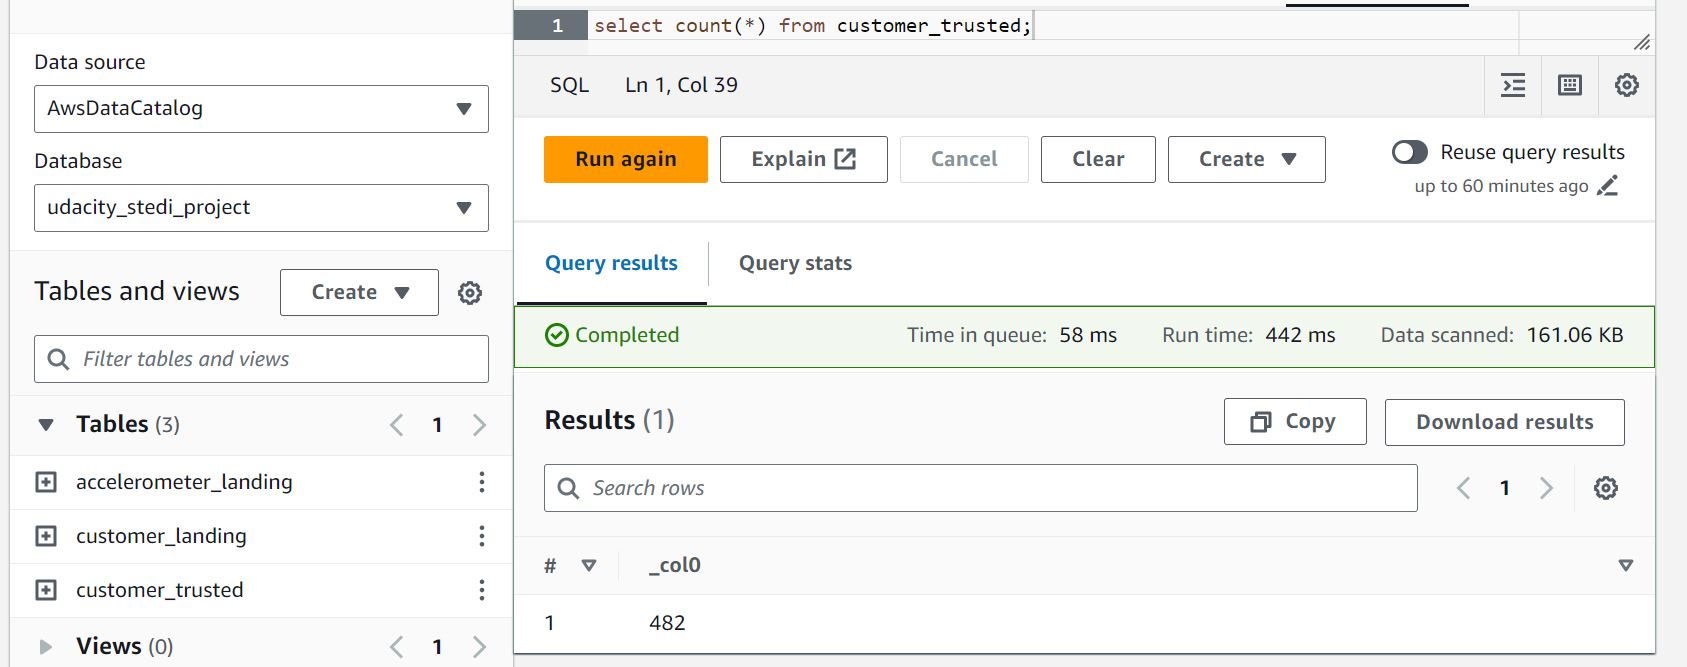 Data source
AwsDataCatalog
Database
udacity_stedi_project
Tables and views
Create
Filter tables and views
Tables (3)
1
accelerometer_landing
customer_landing
customer_trusted
Views (0)
1
1 select count(*) from customer_trusted;
SQL Ln 1, Col 39
Run again Explain Cancel Clear Create
Reuse query results
up to 60 minutes ago
Query results Query stats
Completed Time in queue: 58 ms Run time: 442 ms Data scanned: 161.06 KB
Results (1) Copy Download results
Search rows 1
# _col0
1 482